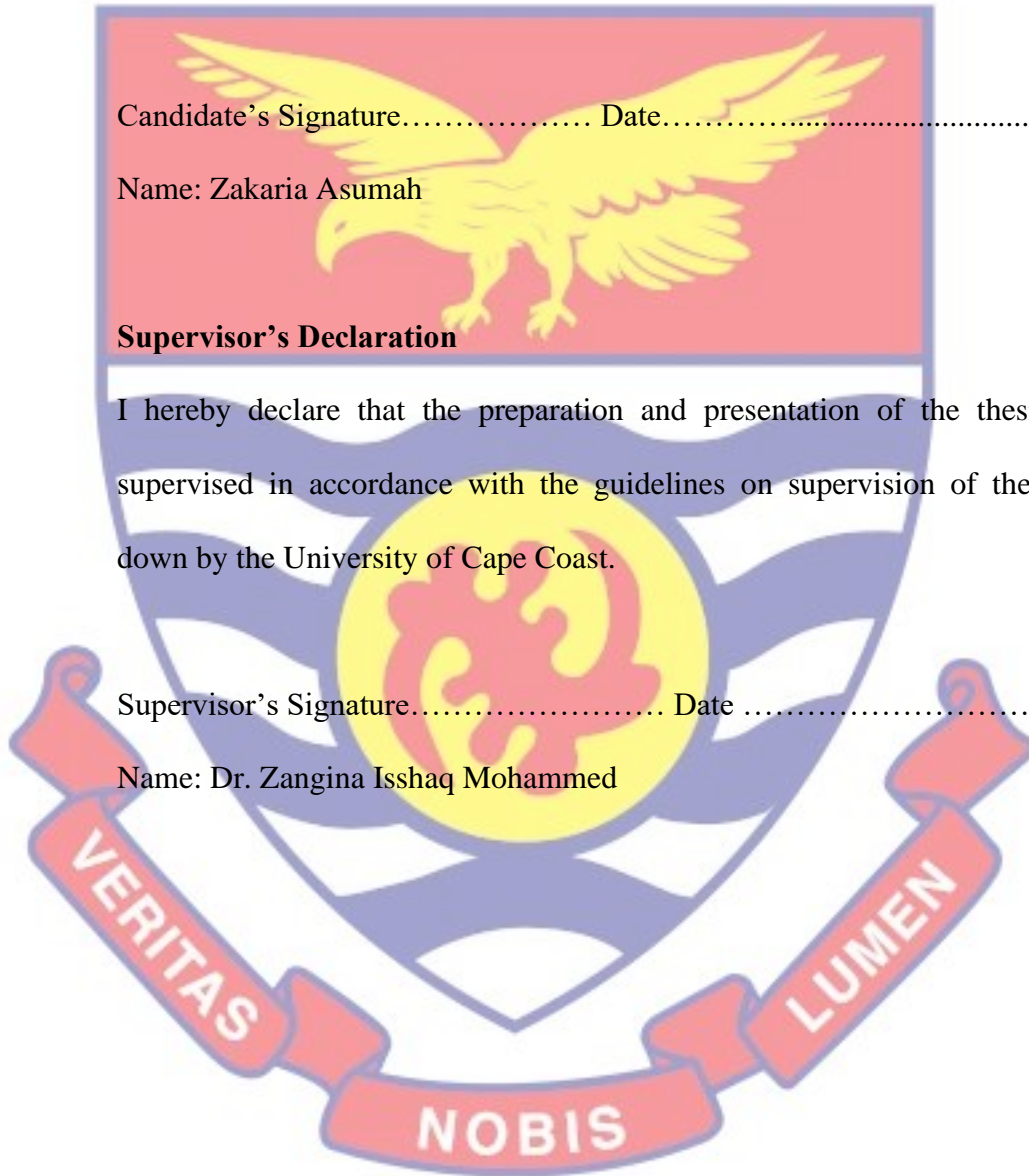 Candidate’s Signature……………… Date…………..............................
Name: Zakaria Asumah
Supervisor’s Declaration
I hereby declare that the preparation and presentation of the thes
supervised in accordance with the guidelines on supervision of the
down by the University of Cape Coast.
Supervisor’s Signature…………………… Date ………………………
Name: Dr. Zangina Isshaq Mohammed
VERITAS
NOBIS
LUMEN